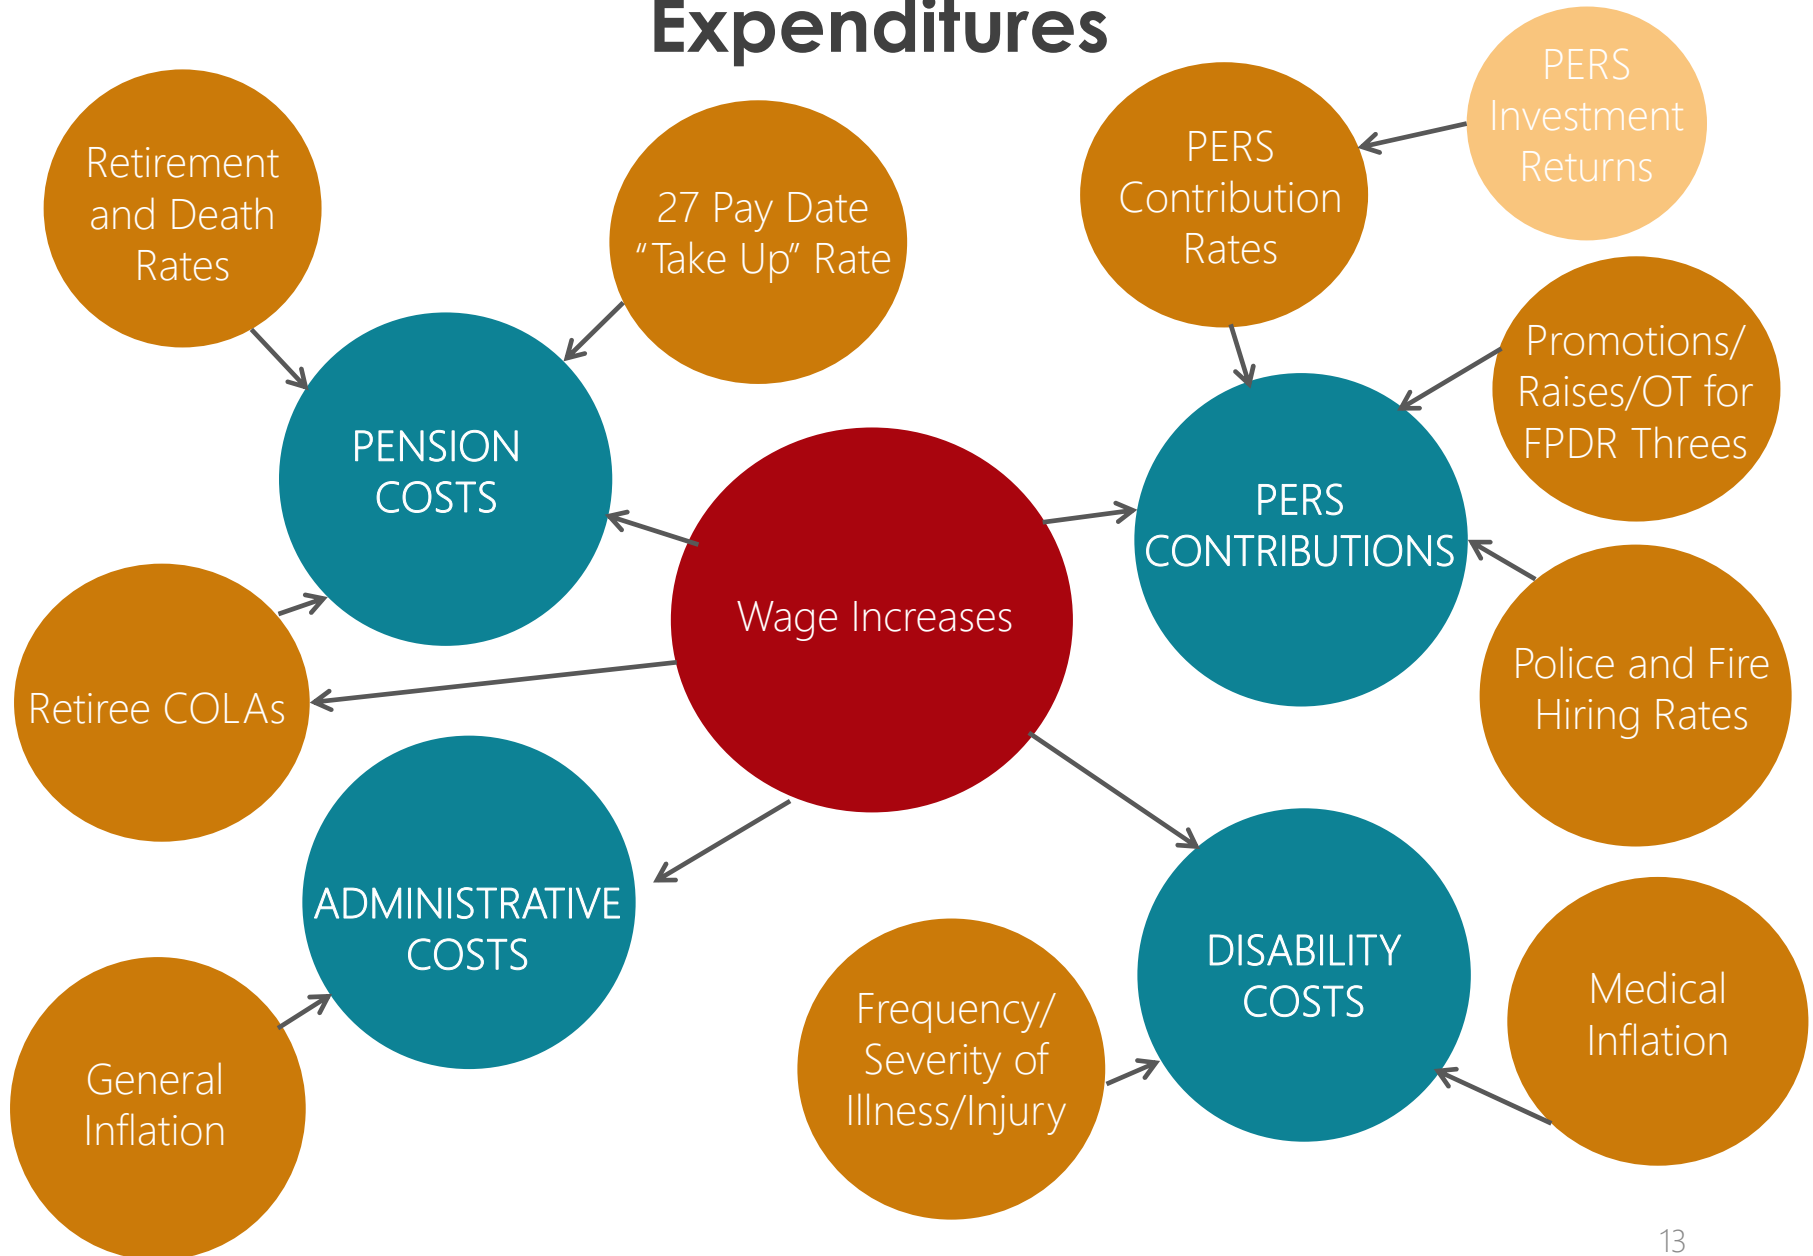 Expenditures
PERS
Investment
Returns
Retirement
and Death
Rates
27 Pay Date
“Take Up” Rate
PERS
Contribution
Rates
Promotions/
Raises/OT for
FPDR Threes
PENSION
COSTS
PERS
CONTRIBUTIONS
Wage Increases
Police and Fire
Hiring Rates
Retiree COLAs
ADMINISTRATIVE
COSTS
DISABILITY
COSTS
Frequency/
Severity of
Illness/Injury
Medical
Inflation
General
Inflation
13